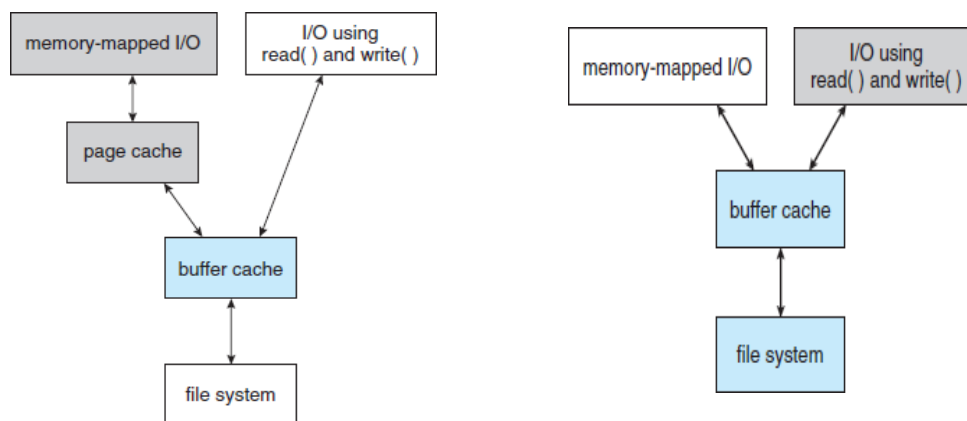 memory-mapped I/O
I/O using
read( ) and write( )
page cache
buffer cache
file system
memory-mapped I/O
I/O using
read( ) and write( )
buffer cache
file system